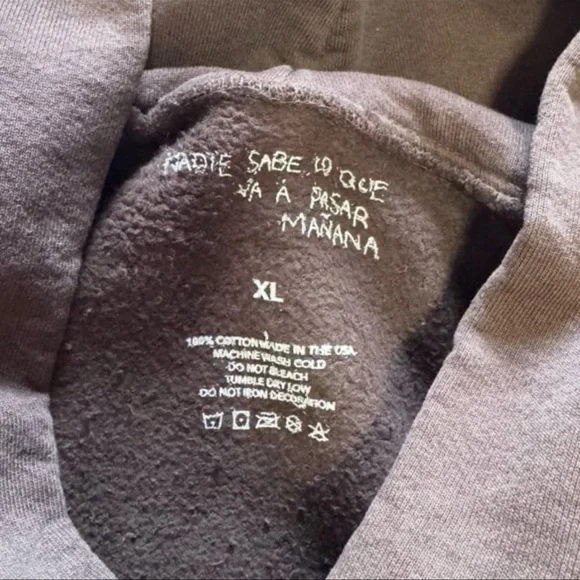 NADIE SABE LO QUE
VA A PASAR
MAÑANA
XL
100% COTTON MADE IN THE USA
MACHINE WASH COLD
DO NOT BLEACH
TUMBLE DRY LOW
DO NOT IRON DECORATION